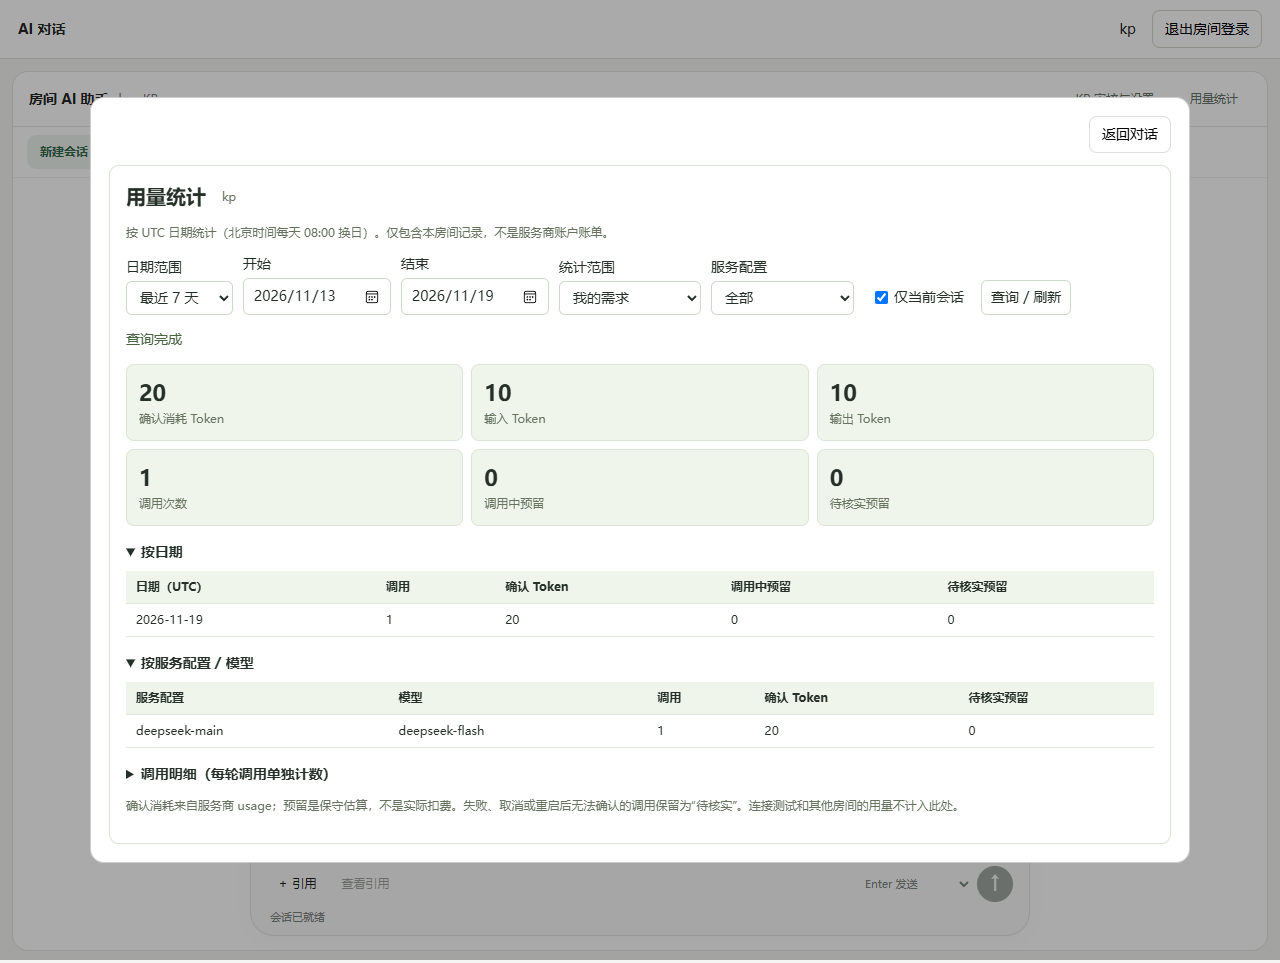 AI 对话
kp
退出房间登录
房间 AI 助手
用量统计
新建会话
返回对话
用量统计 kp
按 UTC 日期统计（北京时间每天 08:00 换日）。仅包含本房间记录，不是服务商账户账单。
日期范围 开始 结束 统计范围 服务配置
最近 7 天 2026/11/13 2026/11/19 我的需求 全部 仅当前会话 查询 / 刷新
查询完成
20
确认消耗 Token
10
输入 Token
10
输出 Token
1
调用次数
0
调用中预留
0
待核实预留
▼ 按日期
日期（UTC） 调用 确认 Token 调用中预留 待核实预留
2026-11-19 1 20 0 0
▼ 按服务配置 / 模型
服务配置 模型 调用 确认 Token 待核实预留
deepseek-main deepseek-flash 1 20 0
▶ 调用明细（每轮调用单独计数）
确认消耗来自服务商 usage；预留是保守估算，不是实际扣费。失败、取消或重启后无法确认的调用保留为“待核实”。连接测试和其他房间的用量不计入此处。
+ 引用 查看引用 Enter 发送
会话已就绪